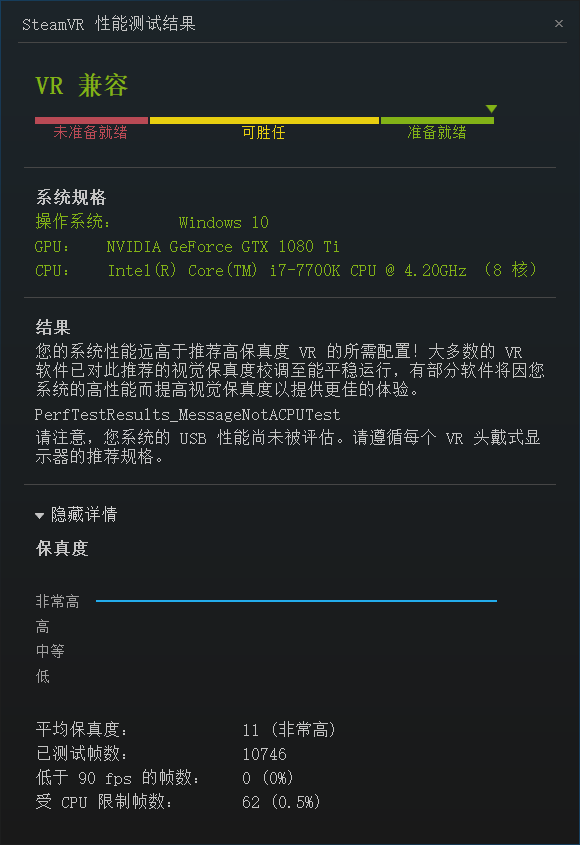 SteamVR 性能测试结果
VR 兼容
未准备就绪 可胜任 准备就绪
系统规格
操作系统: Windows 10
GPU: NVIDIA GeForce GTX 1080 Ti
CPU: Intel(R) Core(TM) i7-7700K CPU @ 4.20GHz (8 核)
结果
您的系统性能远高于推荐高保真度 VR 的所需配置! 大多数的 VR
软件已对此推荐的视觉保真度校调至能平稳运行, 有部分软件将因您
系统的高性能而提高视觉保真度以提供更佳的体验。
PerfTestResults_MessageNotACPUTest
请注意, 您系统的 USB 性能尚未被评估。请遵循每个 VR 头戴式显
示器的推荐规格。
隐藏详情
保真度
非常高
高
中等
低
平均保真度: 11 (非常高)
已测试帧数: 10746
低于 90 fps 的帧数: 0 (0%)
受 CPU 限制帧数: 62 (0.5%)